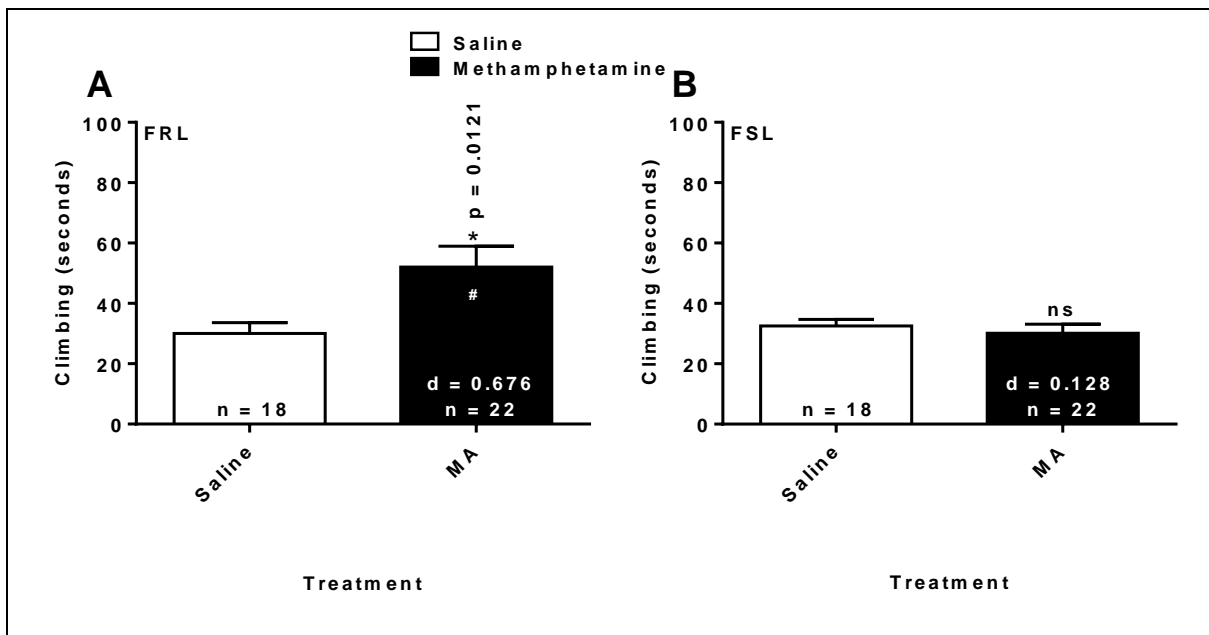 Saline
Methamphetamine
A
FRL
100
80
60
40
20
0
Climbing (seconds)
* p = 0.0121
#
d = 0.676
n = 18
n = 22
Saline
MA
Treatment
B
FSL
100
80
60
40
20
0
Climbing (seconds)
ns
d = 0.128
n = 18
n = 22
Saline
MA
Treatment